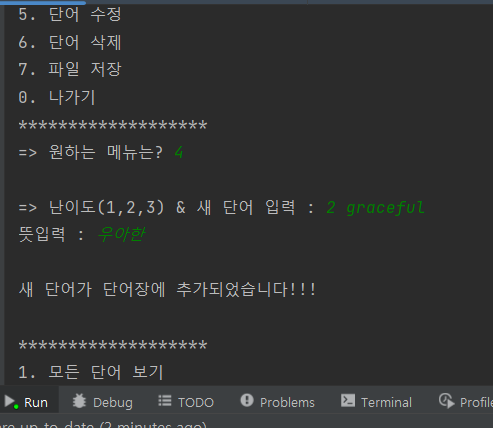 5. 단어 수정
6. 단어 삭제
7. 파일 저장
0. 나가기
*******************
=> 원하는 메뉴는? 4
=> 난이도(1,2,3) & 새 단어 입력 : 2 graceful
뜻입력 : 우아한
새 단어가 단어장에 추가되었습니다!!!
*******************
1. 모든 단어 보기
Run Debug TODO Problems Terminal Profile
are up-to-date (2 minutes ago)